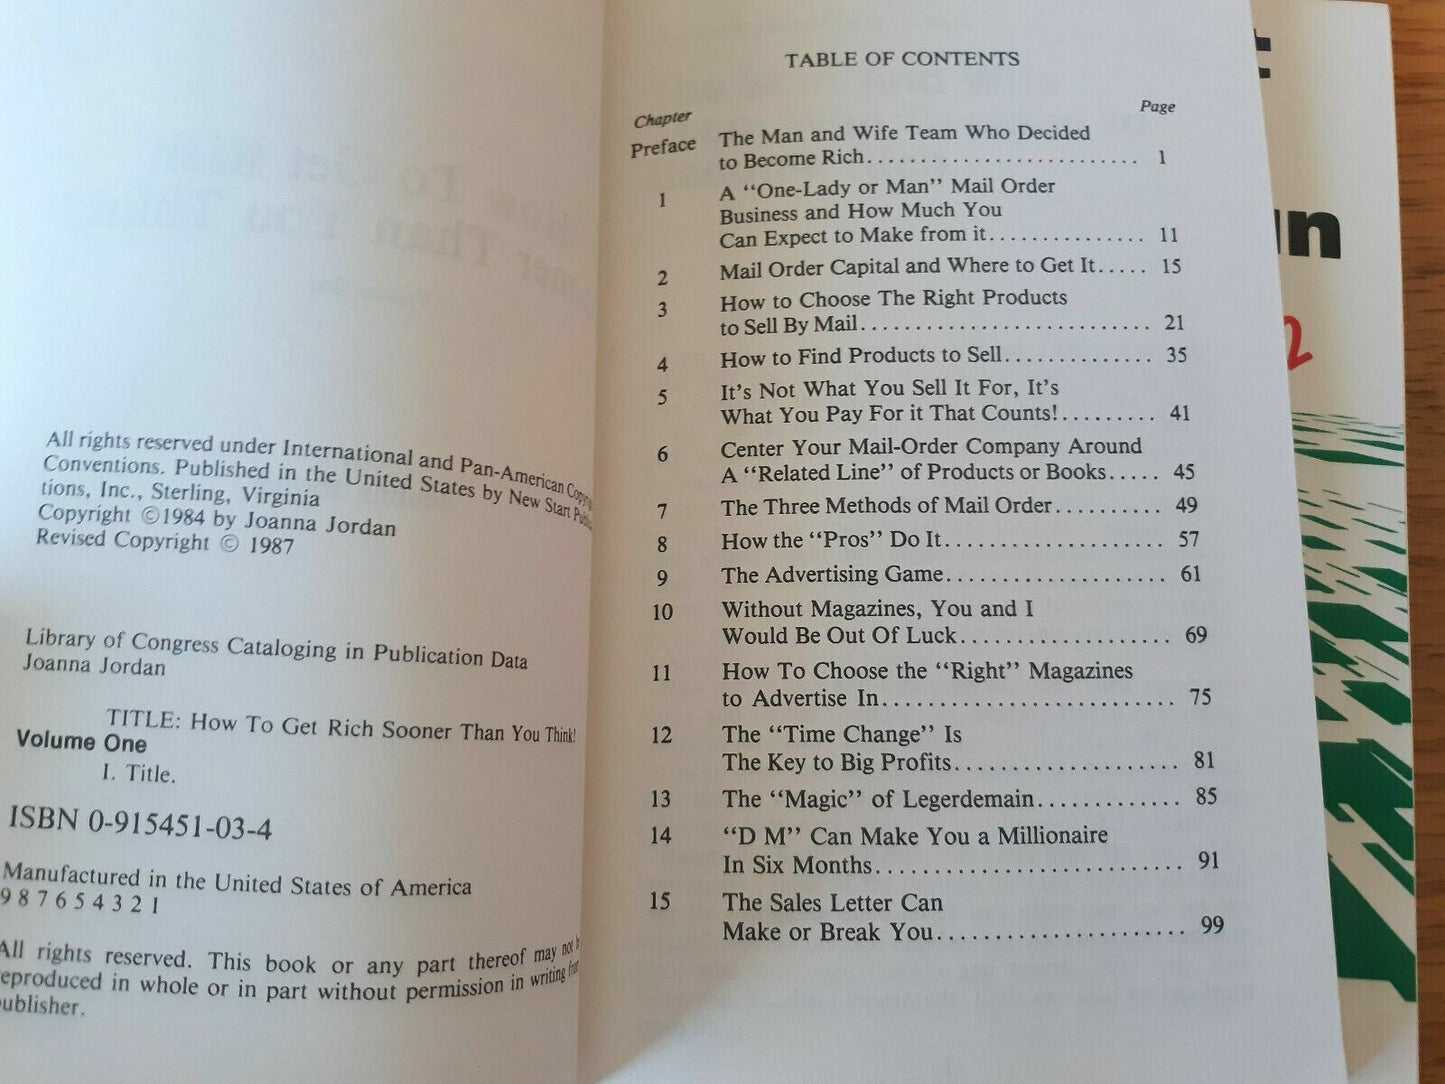 All rights reserved under International and Pan-American
Conventions. Published in the United States by New Start
tions, Inc., Sterling, Virginia
Copyright ©1984 by Joanna Jordan
Revised Copyright © 1987
Library of Congress Cataloging in Publication Data
Joanna Jordan
TITLE: How To Get Rich Sooner Than You Think!
Volume One
I. Title.
ISBN 0-915451-03-4
Manufactured in the United States of America
9 8 7 6 5 4 3 2 1
All rights reserved. This book or any part thereof may not
eproduced in whole or in part without permission in writing
ublisher.
TABLE OF CONTENTS
Chapter Page
Preface The Man and Wife Team Who Decided
to Become Rich.......................... 1
1 A “One-Lady or Man” Mail Order
Business and How Much You
Can Expect to Make from it............... 11
2 Mail Order Capital and Where to Get It..... 15
3 How to Choose The Right Products
to Sell By Mail........................... 21
4 How to Find Products to Sell.............. 35
5 It's Not What You Sell It For, It's
What You Pay For it That Counts!......... 41
6 Center Your Mail-Order Company Around
A “Related Line” of Products or Books..... 45
7 The Three Methods of Mail Order.......... 49
8 How the “Pros” Do It..................... 57
9 The Advertising Game..................... 61
10 Without Magazines, You and I
Would Be Out Of Luck.................... 69
11 How To Choose the “Right” Magazines
to Advertise In............................ 75
12 The “Time Change” Is
The Key to Big Profits..................... 81
13 The “Magic” of Legerdemain............. 85
14 “D M” Can Make You a Millionaire
In Six Months............................. 91
15 The Sales Letter Can
Make or Break You....................... 99